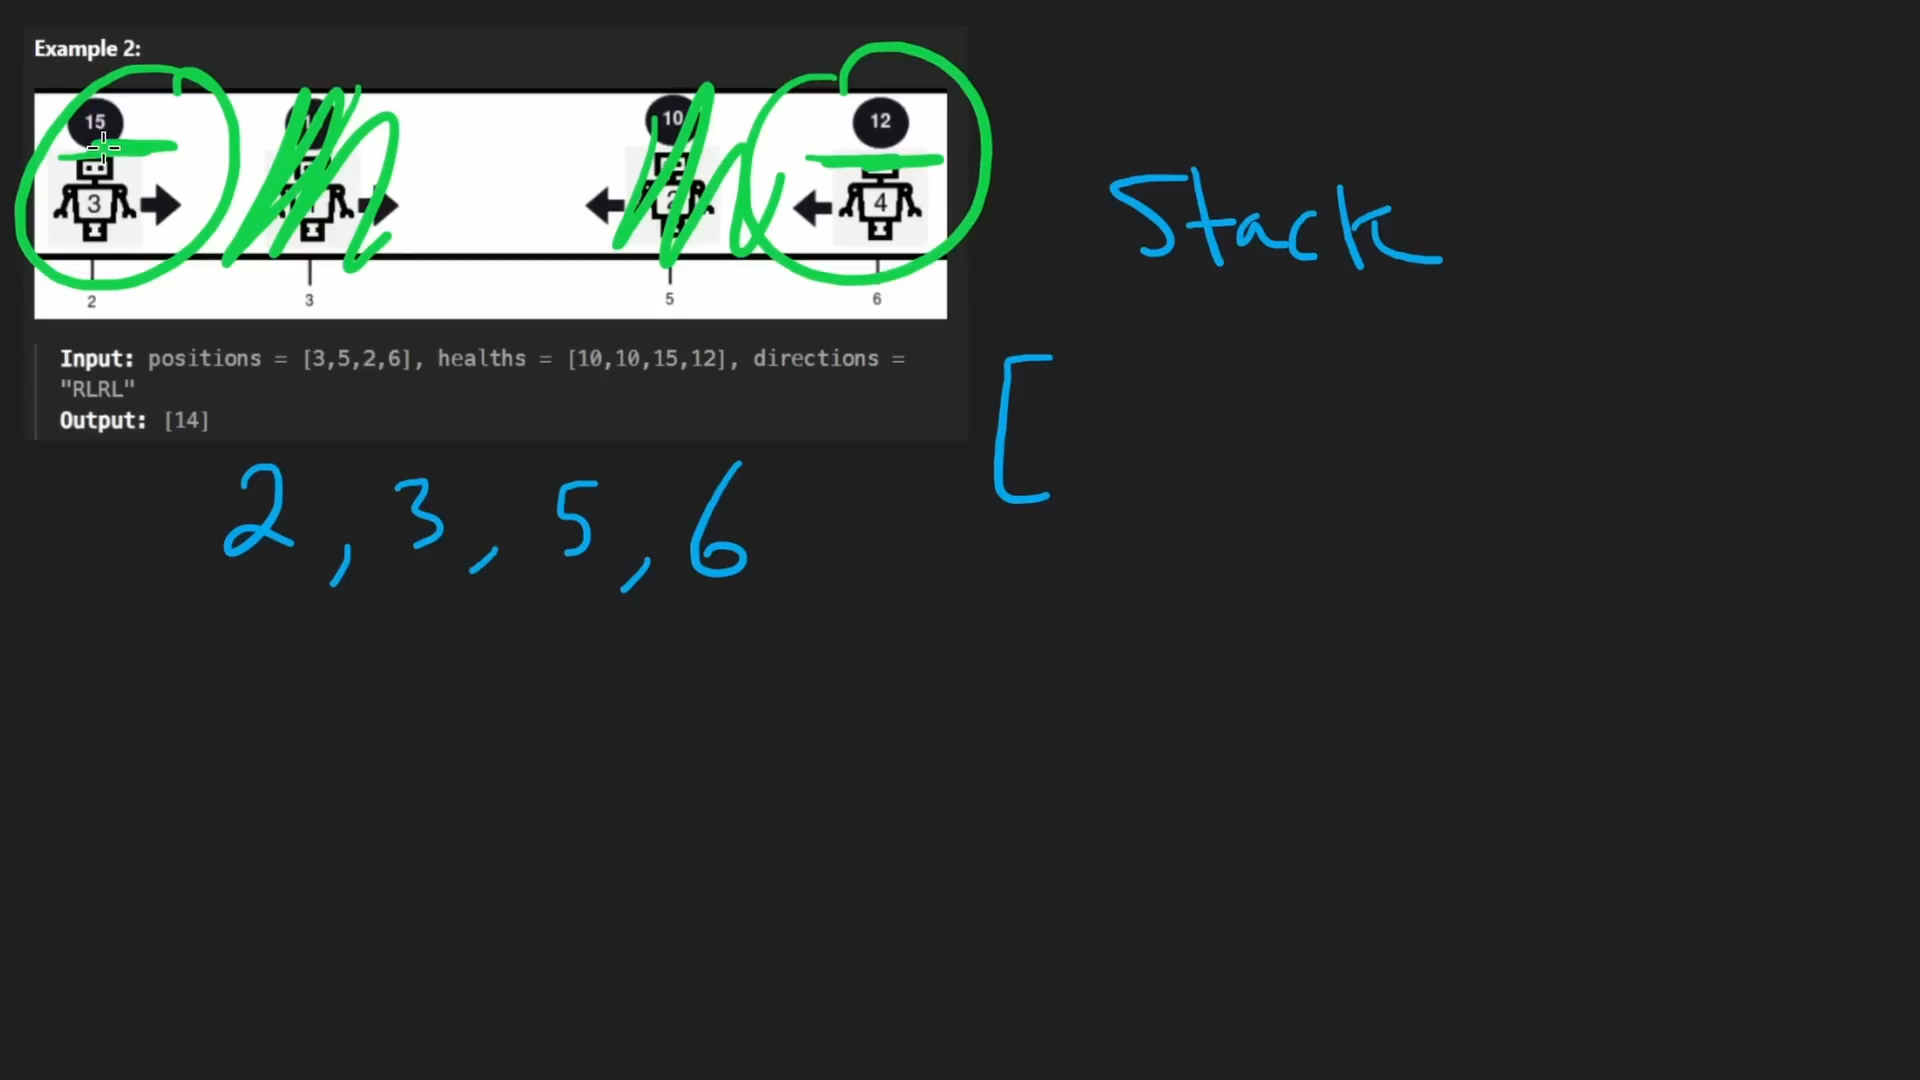 Example 2:
15 10 12
3 4
2 3 5 6
Input: positions = [3,5,2,6], healths = [10,10,15,12], directions =
"RLRL"
Output: [14]
Stack
[
2, 3, 5, 6